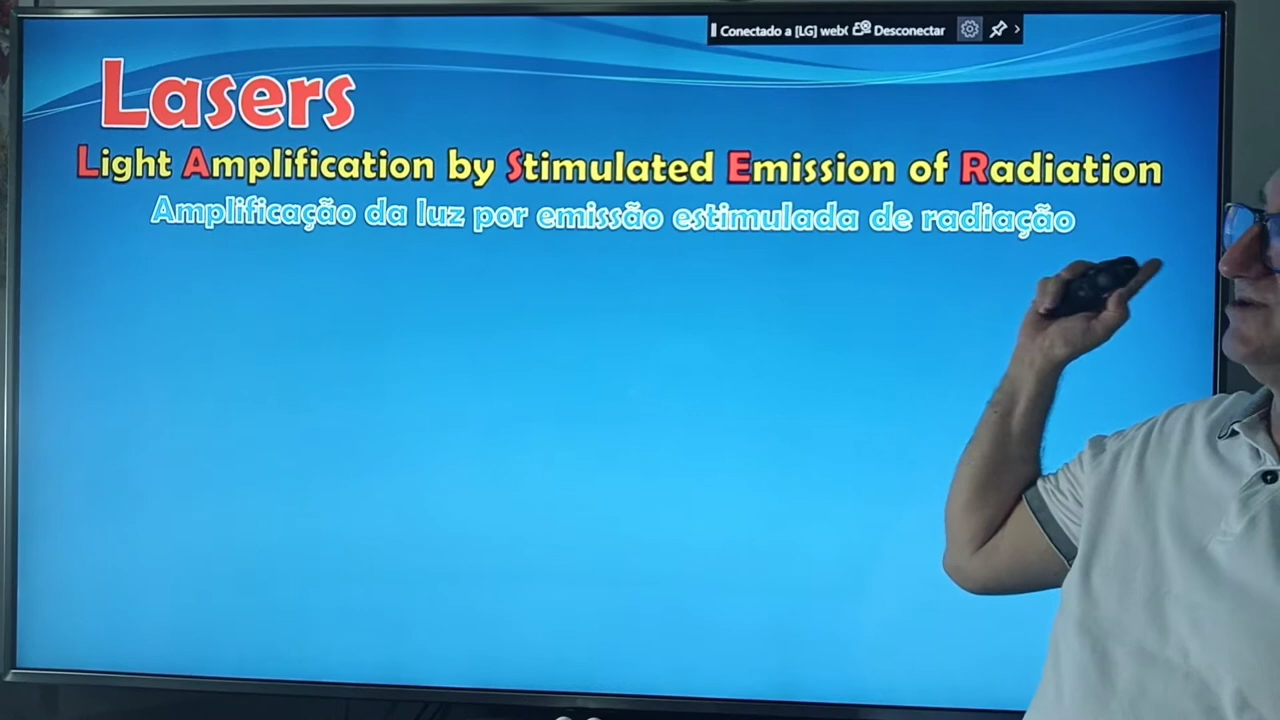 Conectado a [LG] web( Desconectar
Lasers
Light Amplification by Stimulated Emission of Radiation
Amplificação da luz por emissão estimulada de radiação